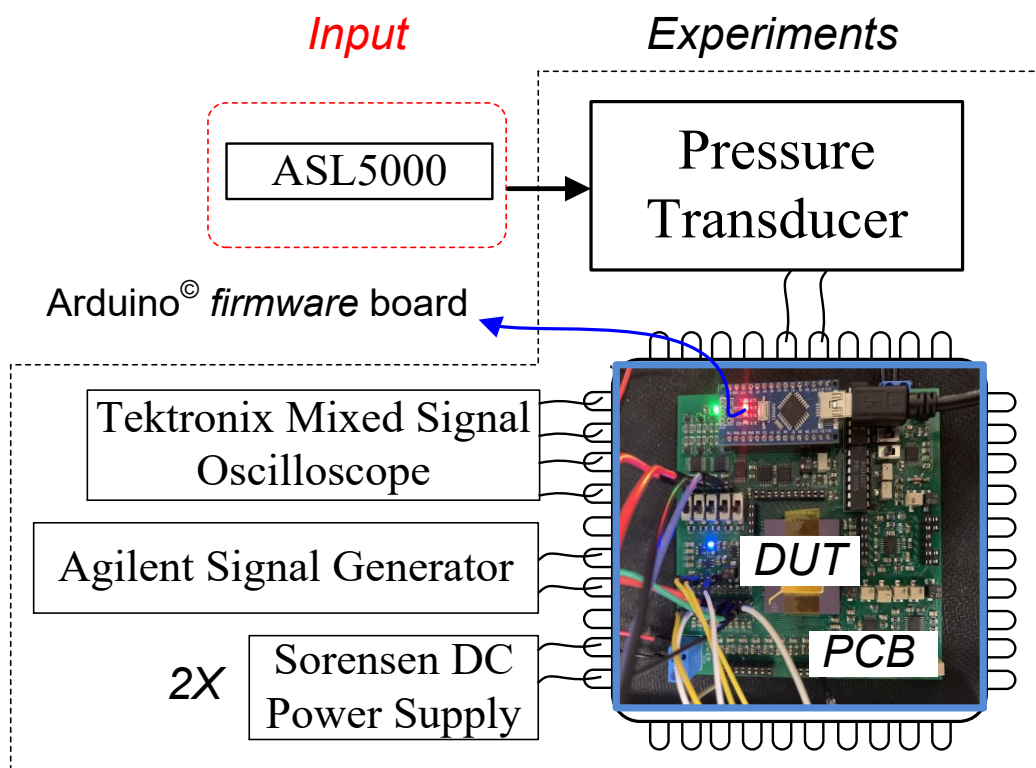 Input
Experiments
ASL5000
Pressure
Transducer
Arduino© firmware board
Tektronix Mixed Signal
Oscilloscope
Agilent Signal Generator
DUT
PCB
2X
Sorensen DC
Power Supply